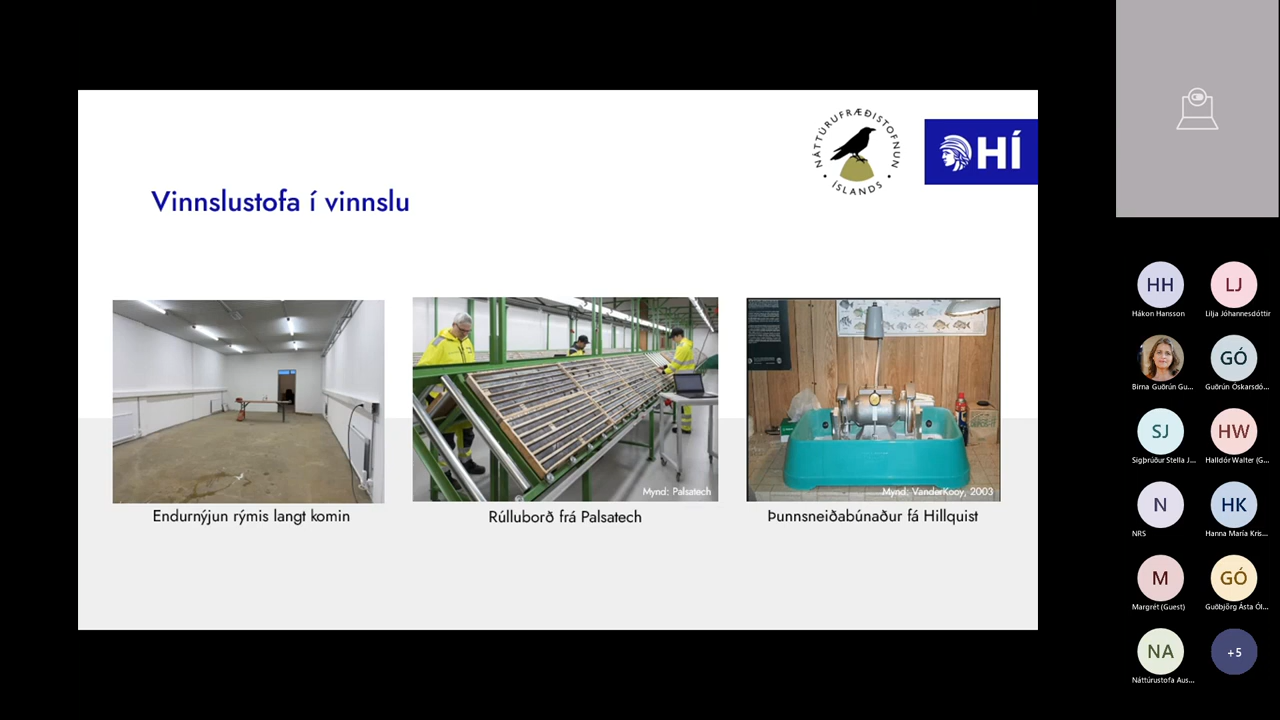 NÁTTÚRUFRÆÐISTOFNUN
• ÍSLANDS •
HÍ
Vinnslustofa í vinnslu
Mynd: Palsatech
Mynd: VanderKooy, 2003
Endurnýjun rýmis langt komin
Rúlluborð frá Palsatech
Þunnsneiðabúnaður fá Hillquist
HH
LJ
Hákon Hansson
Lilja Jóhannesdóttir
GÓ
Birna Guðrún Gu...
Guðrún Óskarsdó...
SJ
HW
Sigþrúður Stella J...
Halldór Walter (G...
N
HK
NRS
Hanna María Kris...
M
GÓ
Margrét (Guest)
Guðbjörg Ásta Ól...
NA
+5
Náttúrustofa Aus...